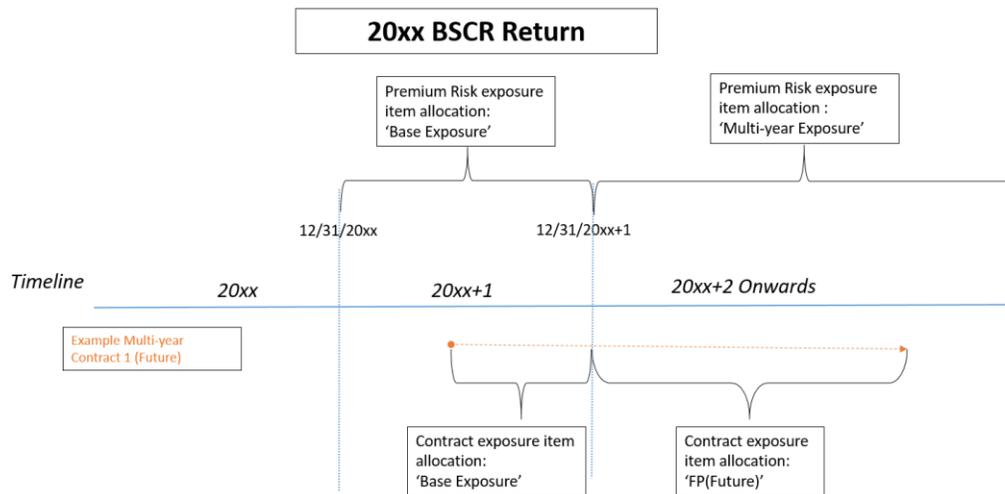 20xx BSCR Return
Premium Risk exposure
item allocation:
‘Base Exposure’
Premium Risk exposure
item allocation :
‘Multi-year Exposure’
12/31/20xx
12/31/20xx+1
Timeline
20xx
20xx+1
20xx+2 Onwards
Example Multi-year
Contract 1 (Future)
Contract exposure item
allocation:
‘Base Exposure’
Contract exposure
item allocation:
‘FP(Future)’